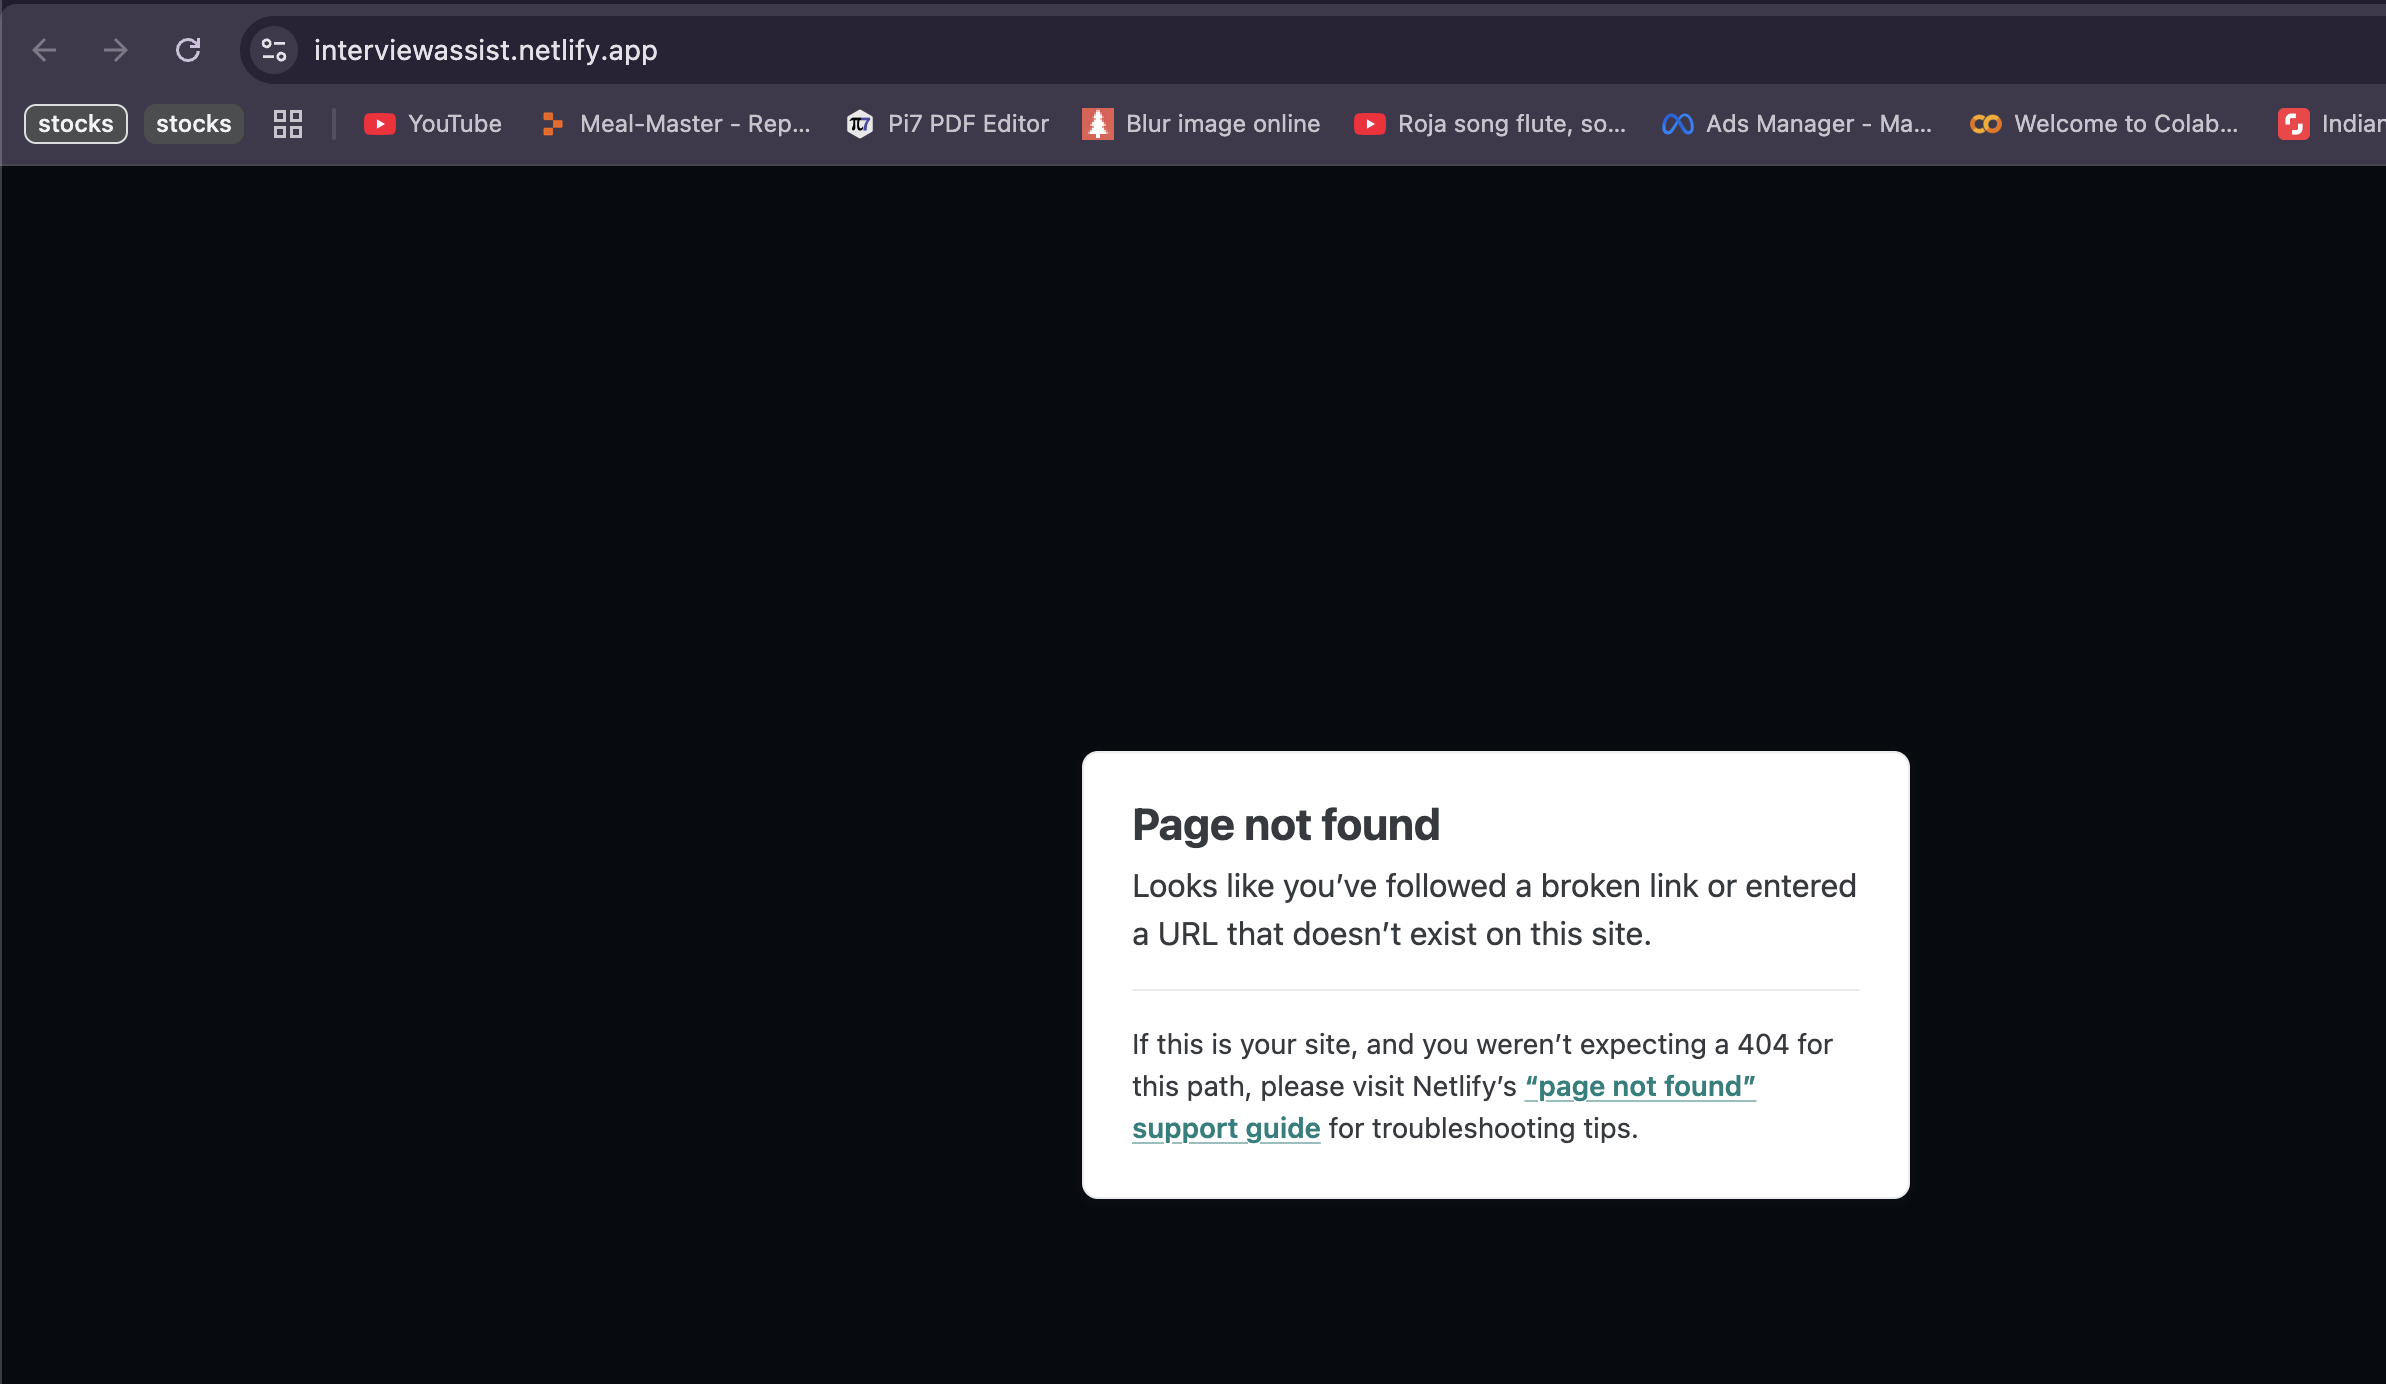 interviewassist.netlify.app
stocks stocks YouTube Meal-Master - Rep... Pi7 PDF Editor Blur image online Roja song flute, so... Ads Manager - Ma... Welcome to Colab... Indian
Page not found
Looks like you’ve followed a broken link or entered
a URL that doesn’t exist on this site.
If this is your site, and you weren’t expecting a 404 for
this path, please visit Netlify’s “page not found”
support guide for troubleshooting tips.